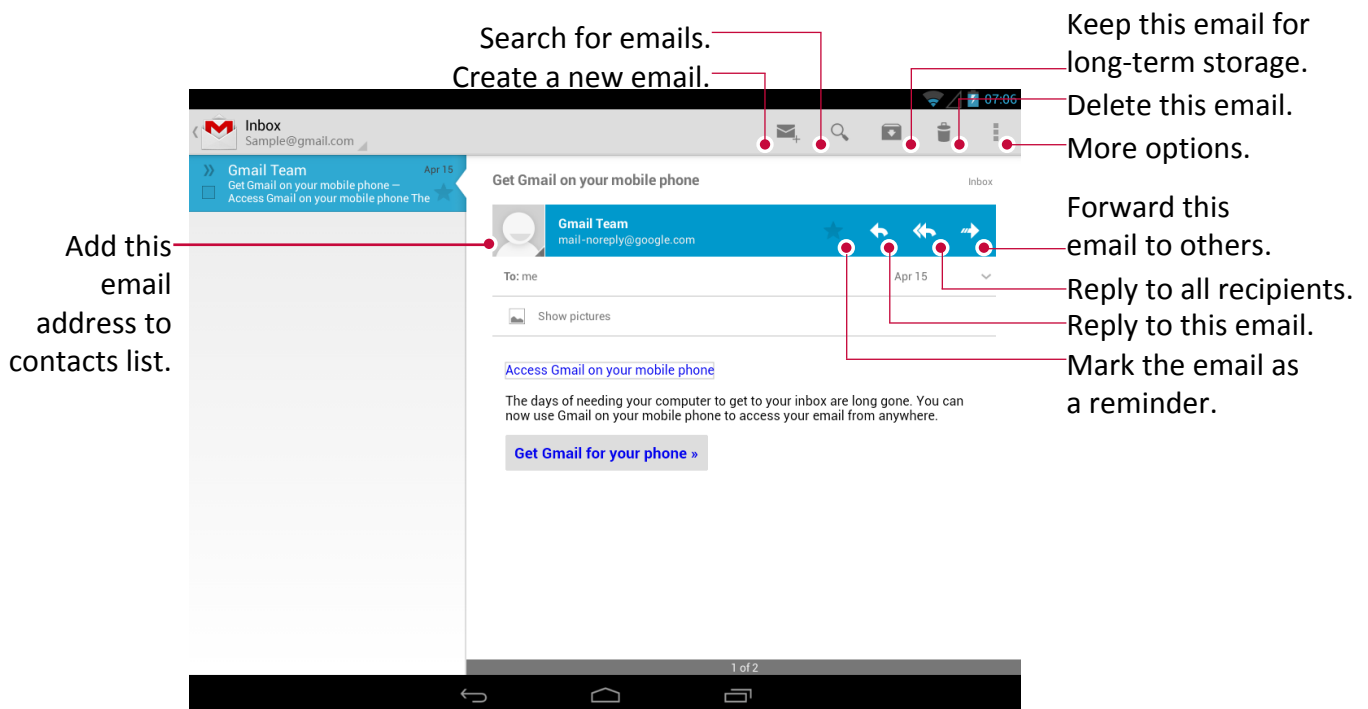 Search for emails.
Create a new email.
Keep this email for
long-term storage.
Delete this email.
More options.
07:06
Inbox
Sample@gmail.com
Gmail Team
Apr 15
Get Gmail on your mobile phone –
Access Gmail on your mobile phone The
Get Gmail on your mobile phone
Inbox
Gmail Team
mail-noreply@google.com
To: me
Apr 15
Show pictures
Access Gmail on your mobile phone
The days of needing your computer to get to your inbox are long gone. You can
now use Gmail on your mobile phone to access your email from anywhere.
Get Gmail for your phone »
1 of 2
Add this
email
address to
contacts list.
Forward this
email to others.
Reply to all recipients.
Reply to this email.
Mark the email as
a reminder.